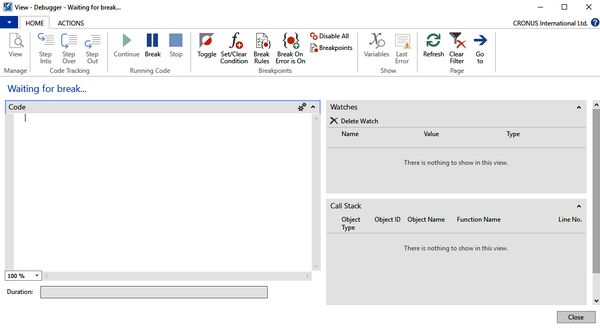 View - Debugger - Waiting for break...
HOME ACTIONS CRONUS International Ltd.
View Step Into Step Over Step Out Continue Break Stop Toggle Set/Clear Condition Break Rules Break On Error is On Disable All Breakpoints Variables Last Error Refresh Clear Filter Go to
Manage Code Tracking Running Code Breakpoints Show Page
Waiting for break...
Code
Watches
Delete Watch
Name Value Type
There is nothing to show in this view.
Call Stack
Object Type Object ID Object Name Function Name Line No.
There is nothing to show in this view.
100 %
Duration:
Close